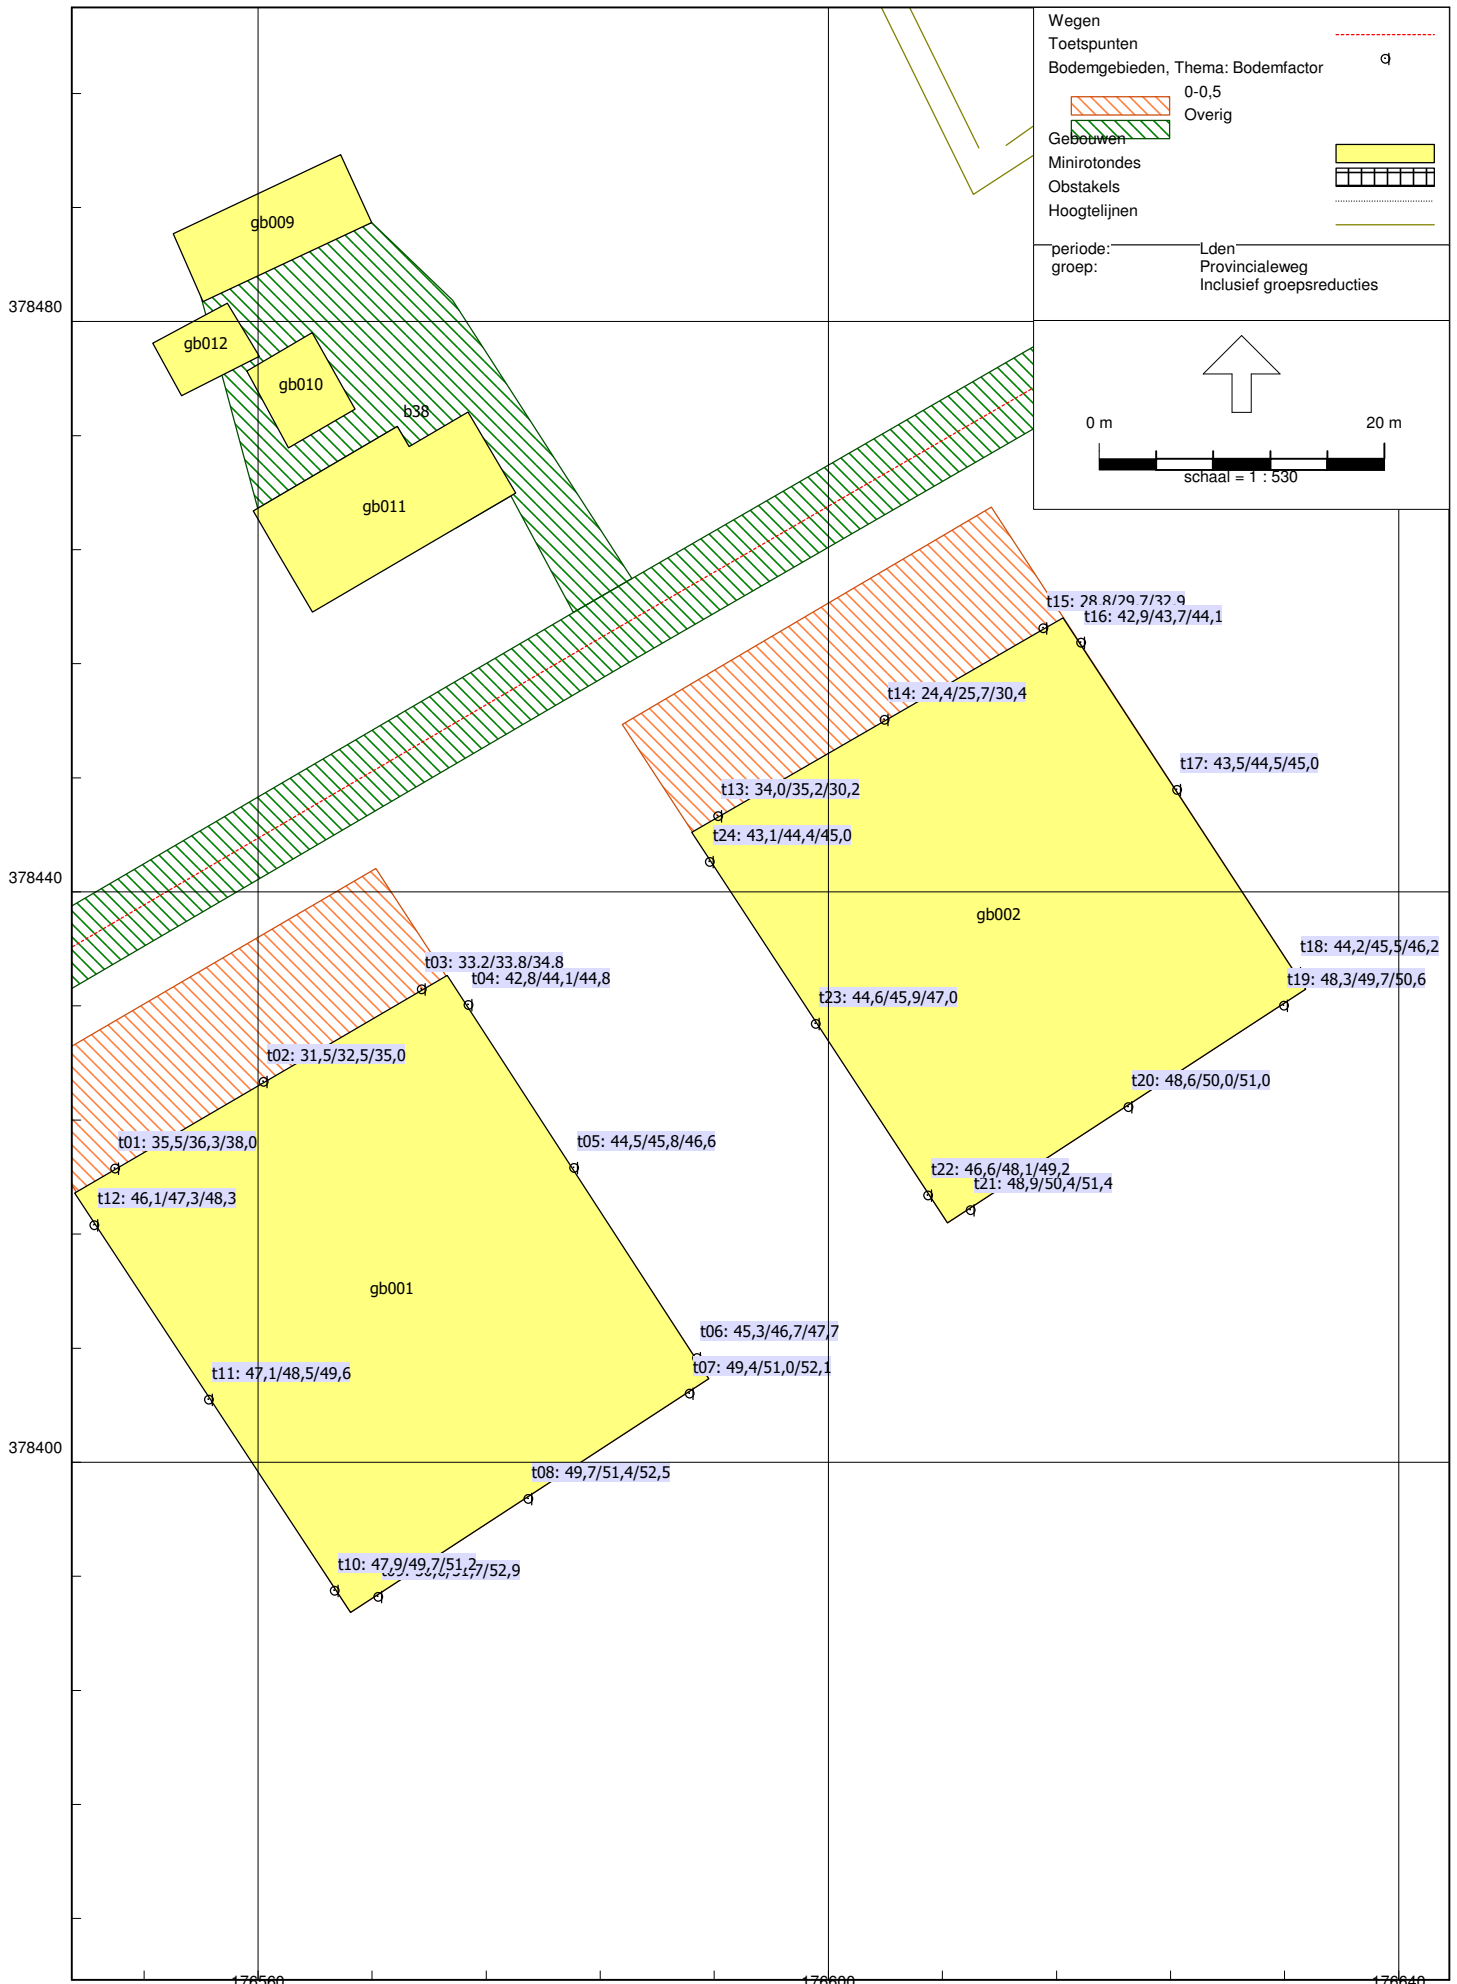 Wegen
Toetspunten
Bodemgebieden, Thema: Bodemfactor
0-0,5
Overig
Gebouwen
Minirotondes
Obstakels
Hoogtelijnen
periode: Lden
groep: Provincialeweg
Inclusief groepsreducties
0 m 20 m
schaal = 1 : 530
gb009
378480
gb012
gb010
b38
gb011
t15: 28,8/29,7/32,9
t16: 42,9/43,7/44,1
t14: 24,4/25,7/30,4
t17: 43,5/44,5/45,0
t13: 34,0/35,2/30,2
t24: 43,1/44,4/45,0
378440
gb002
t18: 44,2/45,5/46,2
t03: 33,2/33,8/34,8
t04: 42,8/44,1/44,8
t19: 48,3/49,7/50,6
t23: 44,6/45,9/47,0
t02: 31,5/32,5/35,0
t20: 48,6/50,0/51,0
t01: 35,5/36,3/38,0
t05: 44,5/45,8/46,6
t22: 46,6/48,1/49,2
t21: 48,9/50,4/51,4
t12: 46,1/47,3/48,3
gb001
t06: 45,3/46,7/47,7
t07: 49,4/51,0/52,1
t11: 47,1/48,5/49,6
378400
t08: 49,7/51,4/52,5
t10: 47,9/49,7/51,2
176560 176600 176640